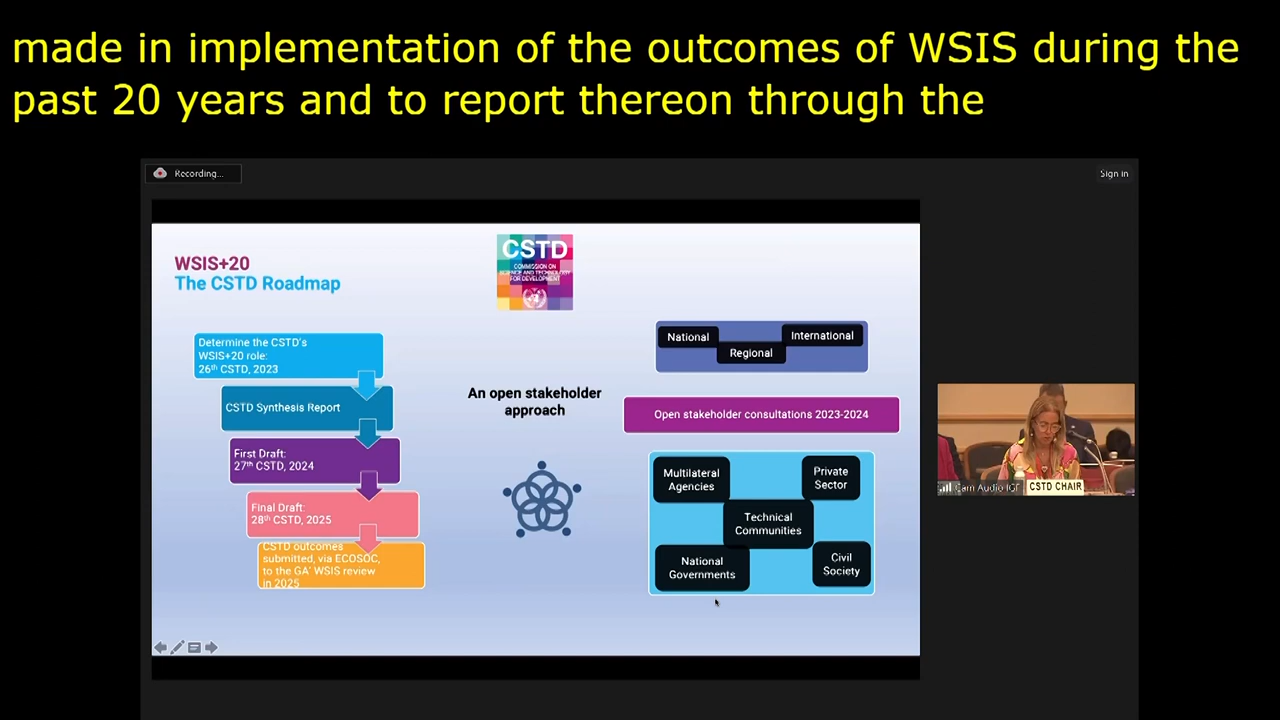 made in implementation of the outcomes of WSIS during the
past 20 years and to report thereon through the
Recording...
Sign in
WSIS+20
The CSTD Roadmap
CSTD
COMMISSION ON
SCIENCE AND TECHNOLOGY
FOR DEVELOPMENT
Determine the CSTD's
WSIS+20 role:
26th CSTD, 2023
CSTD Synthesis Report
First Draft:
27th CSTD, 2024
Final Draft:
28th CSTD, 2025
CSTD outcomes
submitted, via ECOSOC,
to the GA' WSIS review
in 2025
An open stakeholder
approach
National
Regional
International
Open stakeholder consultations 2023-2024
Multilateral
Agencies
Private
Sector
Technical
Communities
National
Governments
Civil
Society
Cam Audio IGF
CSTD CHAIR